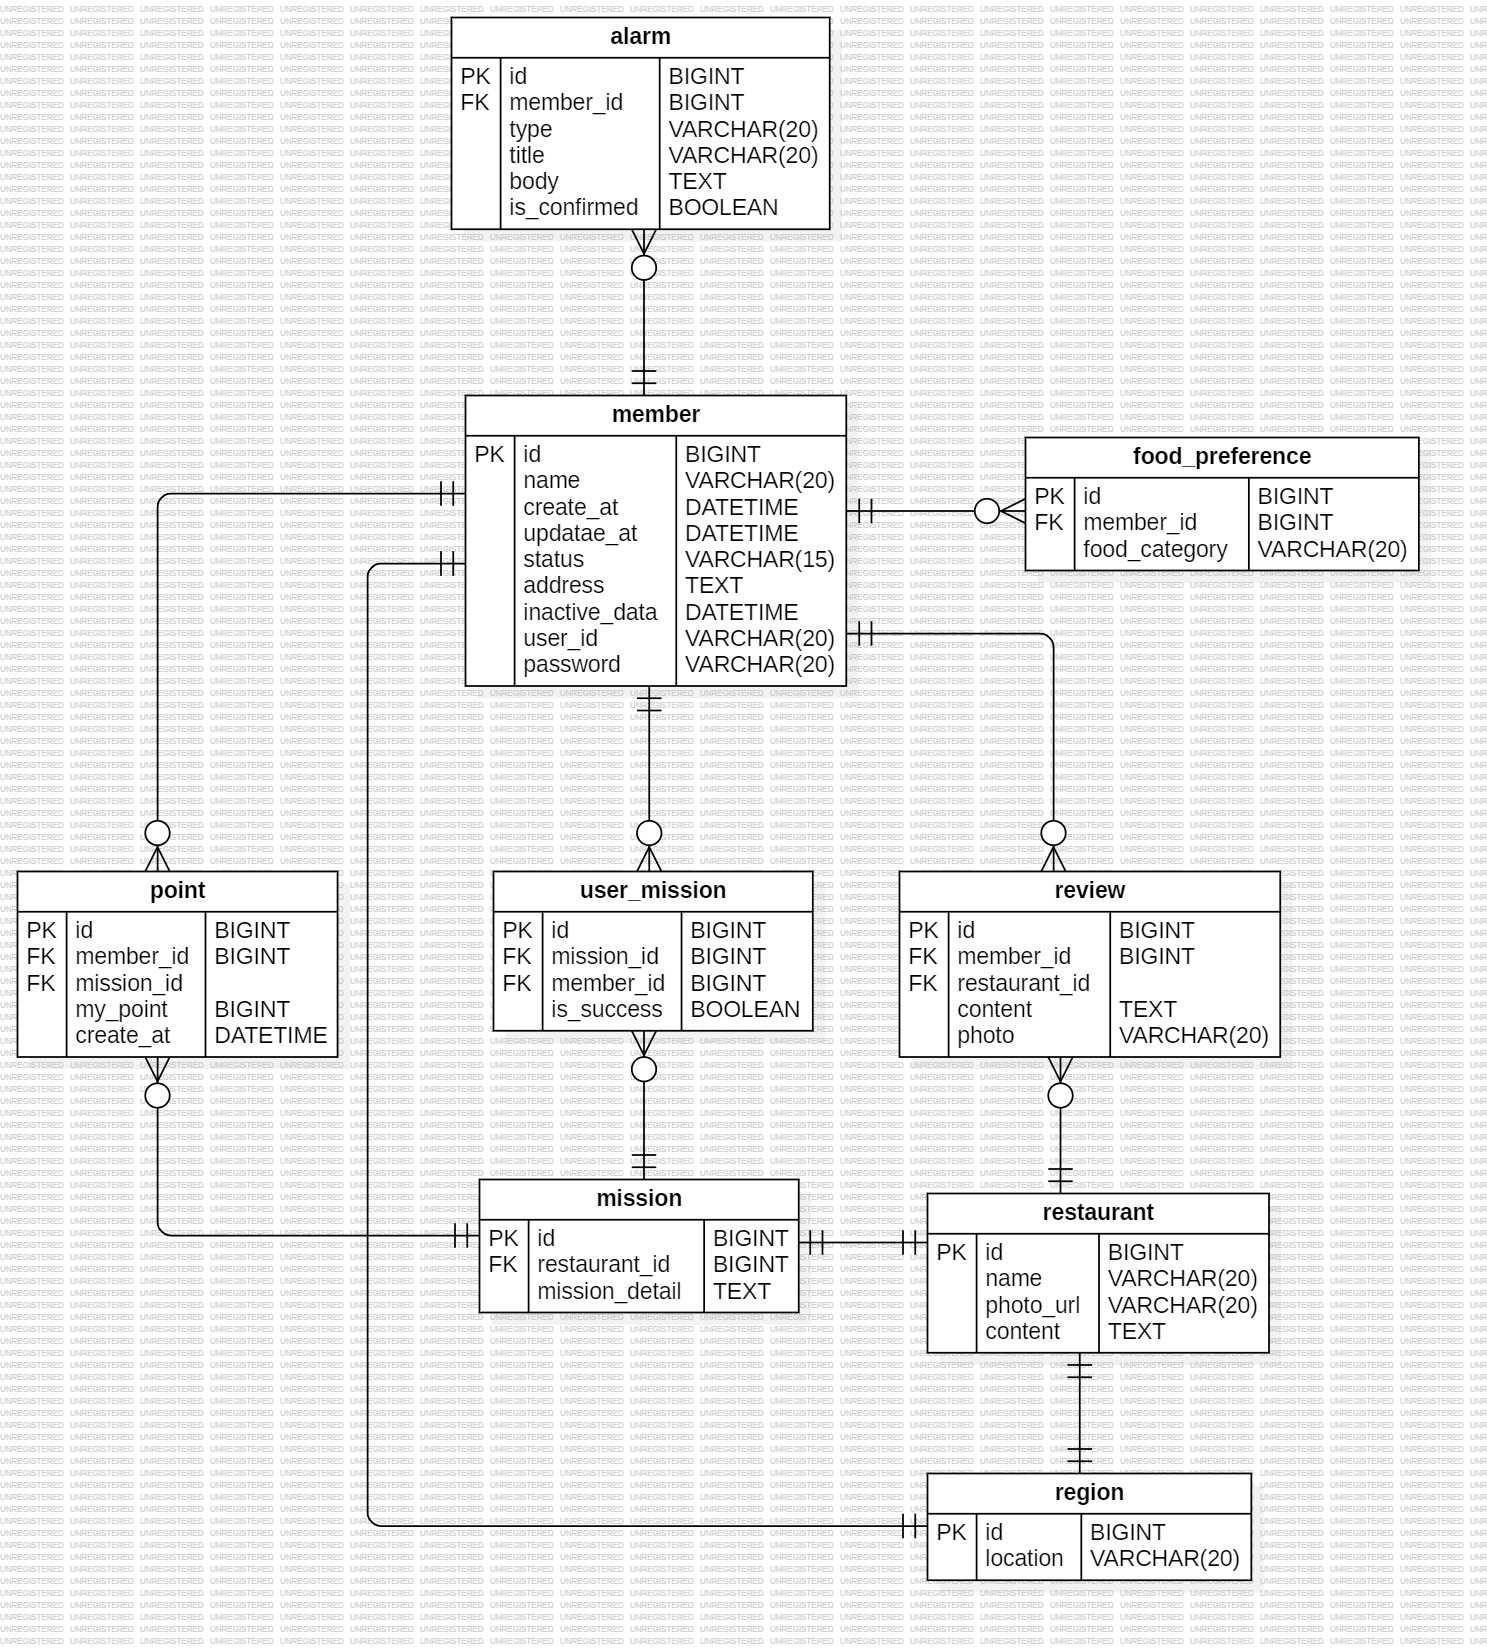 alarm
PK id BIGINT
FK member_id BIGINT
type VARCHAR(20)
title VARCHAR(20)
body TEXT
is_confirmed BOOLEAN
member
PK id BIGINT
name VARCHAR(20)
create_at DATETIME
updatae_at DATETIME
status VARCHAR(15)
address TEXT
inactive_data DATETIME
user_id VARCHAR(20)
password VARCHAR(20)
food_preference
PK id BIGINT
FK member_id BIGINT
food_category VARCHAR(20)
point
PK id BIGINT
FK member_id BIGINT
FK mission_id
my_point BIGINT
create_at DATETIME
user_mission
PK id BIGINT
FK mission_id BIGINT
FK member_id BIGINT
is_success BOOLEAN
review
PK id BIGINT
FK member_id BIGINT
FK restaurant_id
content TEXT
photo VARCHAR(20)
mission
PK id BIGINT
FK restaurant_id BIGINT
mission_detail TEXT
restaurant
PK id BIGINT
name VARCHAR(20)
photo_url VARCHAR(20)
content TEXT
region
PK id BIGINT
location VARCHAR(20)
UNREGISTERED